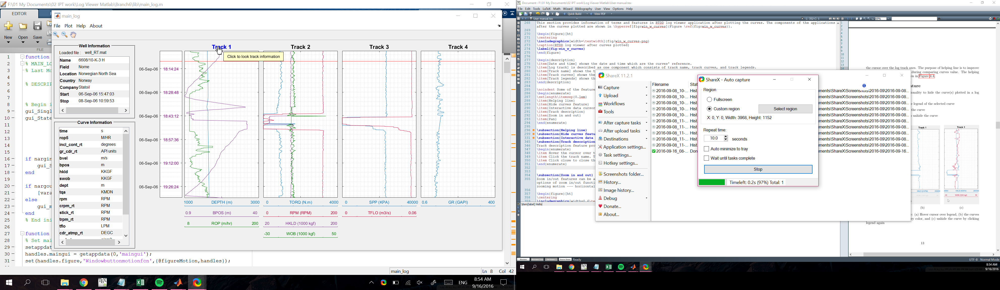 F:\01 My Documents\02 IPT work\Log Viewer Matlab\Branch6\lib\main_log.m
EDITOR
New
Open
Save
FILE
main_log
File Plot Help About
Well Information
Loaded file : well_RT.mat
Name 6608/10-K-3 H
Field Norne
Location Norwegian North Sea
Country Norway
Company Statoil
Start 06-Sep-06 15:47:03
Stop 08-Sep-06 10:59:53
Curve Information
time s
rop5 M/HR
incl_cont_rt degrees
gr_cdr_rt API units
bvel m/s
bpos m
hkld KKGF
swob KKGF
dept m
tqa KMDN
rpm RPM
crpm_rt RPM
stick_rt RPM
trpm_rt RPM
tflo LPM
cdr_atmp_rt DEGC
Track 1
Track 2
Track 3
Track 4
Click to look track information
06-Sep-06 18:14:24
06-Sep-06 18:28:48
06-Sep-06 18:43:12
06-Sep-06 18:57:36
06-Sep-06 19:12:00
06-Sep-06 19:26:24
1000 DEPTH (m) 3000
0.9 BPOS (m) 40
8 ROP (m/hr) 200
0 TORQ (N.m) 4000
0 RPM (RPM) 200
20 HKLD (1000 kgf) 200
-30 WOB (1000 kgf) 50
0 SPP (KPA) 40000
0 TFLO (m3/s) 0.06
0.6 GR (GAPI) 400
1 function
2 % MAIN_LO
3 % Last Mo
4
5 % DESCRIP
6
7
8 % Begin i
9 gui_Singl
10 gui_State
11
12
13
14
15
16 if nargin
17 gui_S
18 end
19
20 if nargou
21 [vara
22 else
23 gui_m
24 end
25 % End ini
26
27 function
28 % Set mai
29 setappdat
30 handles.maingui = getappdata(0,'maingui');
31 set(handles.figure,'Windowbuttonmotionfcn',{@figureMotion,handles});
main_log Ln 8 Col 42
ENG
8:54 AM
9/16/2016
Document : F:\01 My Documents\02 IPT work\Log Viewer Matlab\User manual.tex
File Edit Tools LaTeX Math Wizard Bibliography User View Options Help
Quick Build View PDF
User manual.tex L: 352 C: 1 69%
268 This section provides information of terms and features in RTDD log viewer application after plotting the curves. The components of the applications
after the curves plotted are shown in \hyperref[fig:win_w_curves]{Figure \ref{fig:win_w_curves}}.
269
270 \begin{figure}[ht]
271 \centering
272 \includegraphics[width=\textwidth]{fig/win_w_curves.png}
273 \caption{RTDD log viewer after curves plotted}
274 \label{fig:win_w_curves}
275 \end{figure}
276
277 \begin{description}
278 \item[Date and time] shows the date and time which are the curves' reference.
279 \item[Log track] is described as one component which consists of track name, track curves, and track legends.
280 \item[Track name] shows the t
281 \item[Track curves] shows the
282 \item[Track legends] shows th
283 \end{description}
284
285 \noindent Some of the feature
286 \begin{enumerate}
287 \setlength\itemsep{0.1em}
288 \item{Helping line}
289 \item{Hide curves feature}
290 \item{Interactive data cursor
291 \item{Track description}
292 \item{Zoom in and out}
293 \item{Pan}
294 \end{enumerate}
295
296 \subsection{Helping line}
299 \subsection{Hide curves featu
331 \subsection{Interactive data
345 \subsection{Track description
346 Track description feature pro
347 \begin{enumerate}
348 \item Hover the cursor over t
349 \item Click the track name. T
350 \item Click close to close th
351 \end{enumerate}
352
353
354 \subsection{Zoom in and out}
355 Zoom in/out features can be a
options of zoom in/out functi
zooming motion --- horizontal
356
357 \begin{figure}[ht]
358 \centering
359 \includegraphics[width=0.6\te
\item[label] Hello
Ready
UTF-8 Normal Mode
ShareX 11.2.1
Capture
Upload
Workflows
Tools
After capture tasks
After upload tasks
Destinations
Application settings...
Task settings...
Hotkey settings...
Screenshots folder...
History...
Image history...
Debug
Donate...
About...
Filename Stat
2016-09-08_10-... Hist
2016-09-08_10-... Hist
2016-09-08_10-... Hist
2016-09-08_10-... Hist
2016-09-08_10-... Hist
2016-09-08_11-... Hist
2016-09-08_11-... Hist
2016-09-08_11-... Hist
2016-09-08_11-... Hist
2016-09-08_11-... Hist
2016-09-16_08-... Don
ments\ShareX\Screenshots\2016-09\2016-09-08...
ments\ShareX\Screenshots\2016-09\2016-09-08...
ments\ShareX\Screenshots\2016-09\2016-09-08...
ments\ShareX\Screenshots\2016-09\2016-09-08...
ments\ShareX\Screenshots\2016-09\2016-09-08...
ments\ShareX\Screenshots\2016-09\2016-09-08...
ments\ShareX\Screenshots\2016-09\2016-09-08...
ments\ShareX\Screenshots\2016-09\2016-09-08...
ments\ShareX\Screenshots\2016-09\2016-09-08...
ments\ShareX\Screenshots\2016-09\2016-09-08...
ments\ShareX\Screenshots\2016-09\2016-09-16...
ShareX - Auto capture
Region
Fullscreen
Custom region
Select region
X: 0, Y: 0, Width: 3968, Height: 1152
Repeat time:
10.0 seconds
Auto minimize to tray
Wait until tasks complete
Stop
Timeleft: 0.2s (97%) Total: 1
the cursor over the log track axes. The purpose of helping line is to improve
during comparing curves value. The helping
en in Figure 4.4
ature
ionality to hide the curve(s) plotted in a log
e legend of the selected curve
the curve
unhide the curve
Track 1
Track 1
(b)
(c)
e: (a) Hover cursor over legend, (b) the curves
ey color, and (c) unhide the curve by clicking
legend again
13
8:54 AM
9/16/2016